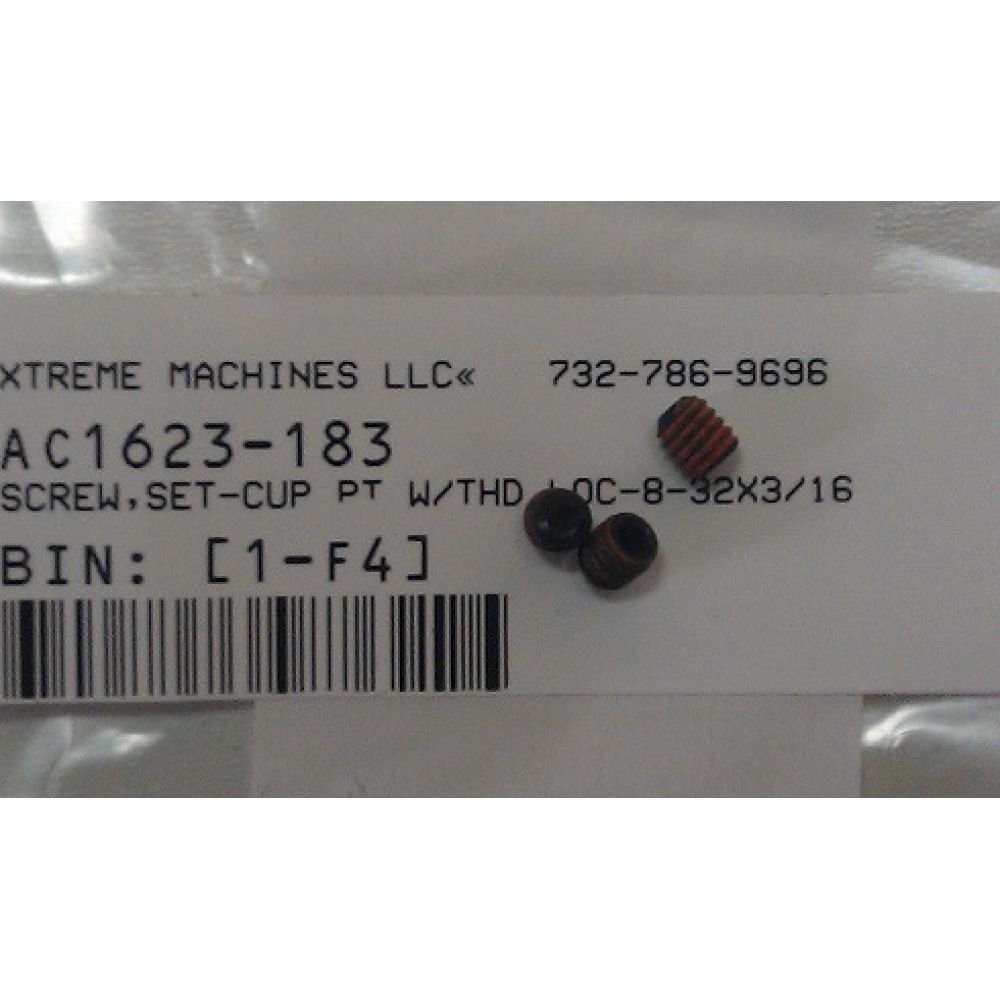 XTREME MACHINES LLC« 732-786-9696
AC1623-183
SCREW,SET-CUP PT W/THD LOC-8-32X3/16
BIN: [1-F4]